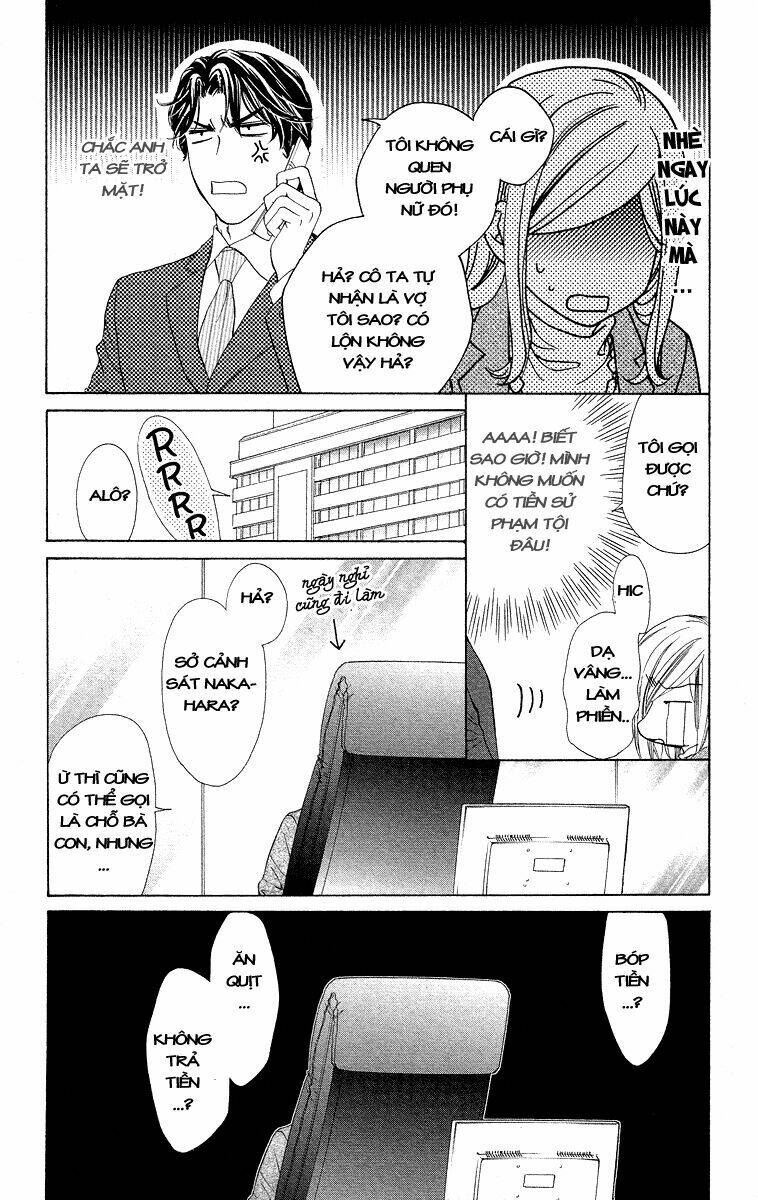 NHÈ
NGAY
LÚC
NÀY
MÀ
...
CÁI GÌ?
TÔI KHÔNG
QUEN
NGƯỜI PHỤ
NỮ ĐÓ!
HẢ? CÔ TA TỰ
NHẬN LÀ VỢ
TÔI SAO? CÓ
LỘN KHÔNG
VẬY HẢ?
CHẮC ANH
TA SẼ TRỞ
MẶT!
TÔI GỌI
ĐƯỢC
CHỨ?
AAAA! BIẾT
SAO GIỜ! MÌNH
KHÔNG MUỐN
CÓ TIỀN SỬ
PHẠM TỘI
ĐÂU!
HIC
DẠ
VÂNG...
LÀM
PHIỀN..
RRRR
ALÔ?
ngày nghỉ
cũng đi làm
HẢ?
SỞ CẢNH
SÁT NAKA-
HARA?
Ừ THÌ CŨNG
CÓ THỂ GỌI
LÀ CHỖ BÀ
CON, NHƯNG
...
BÓP
TIỀN
...?
ĂN
QUỊT
...
KHÔNG
TRẢ
TIỀN
...?